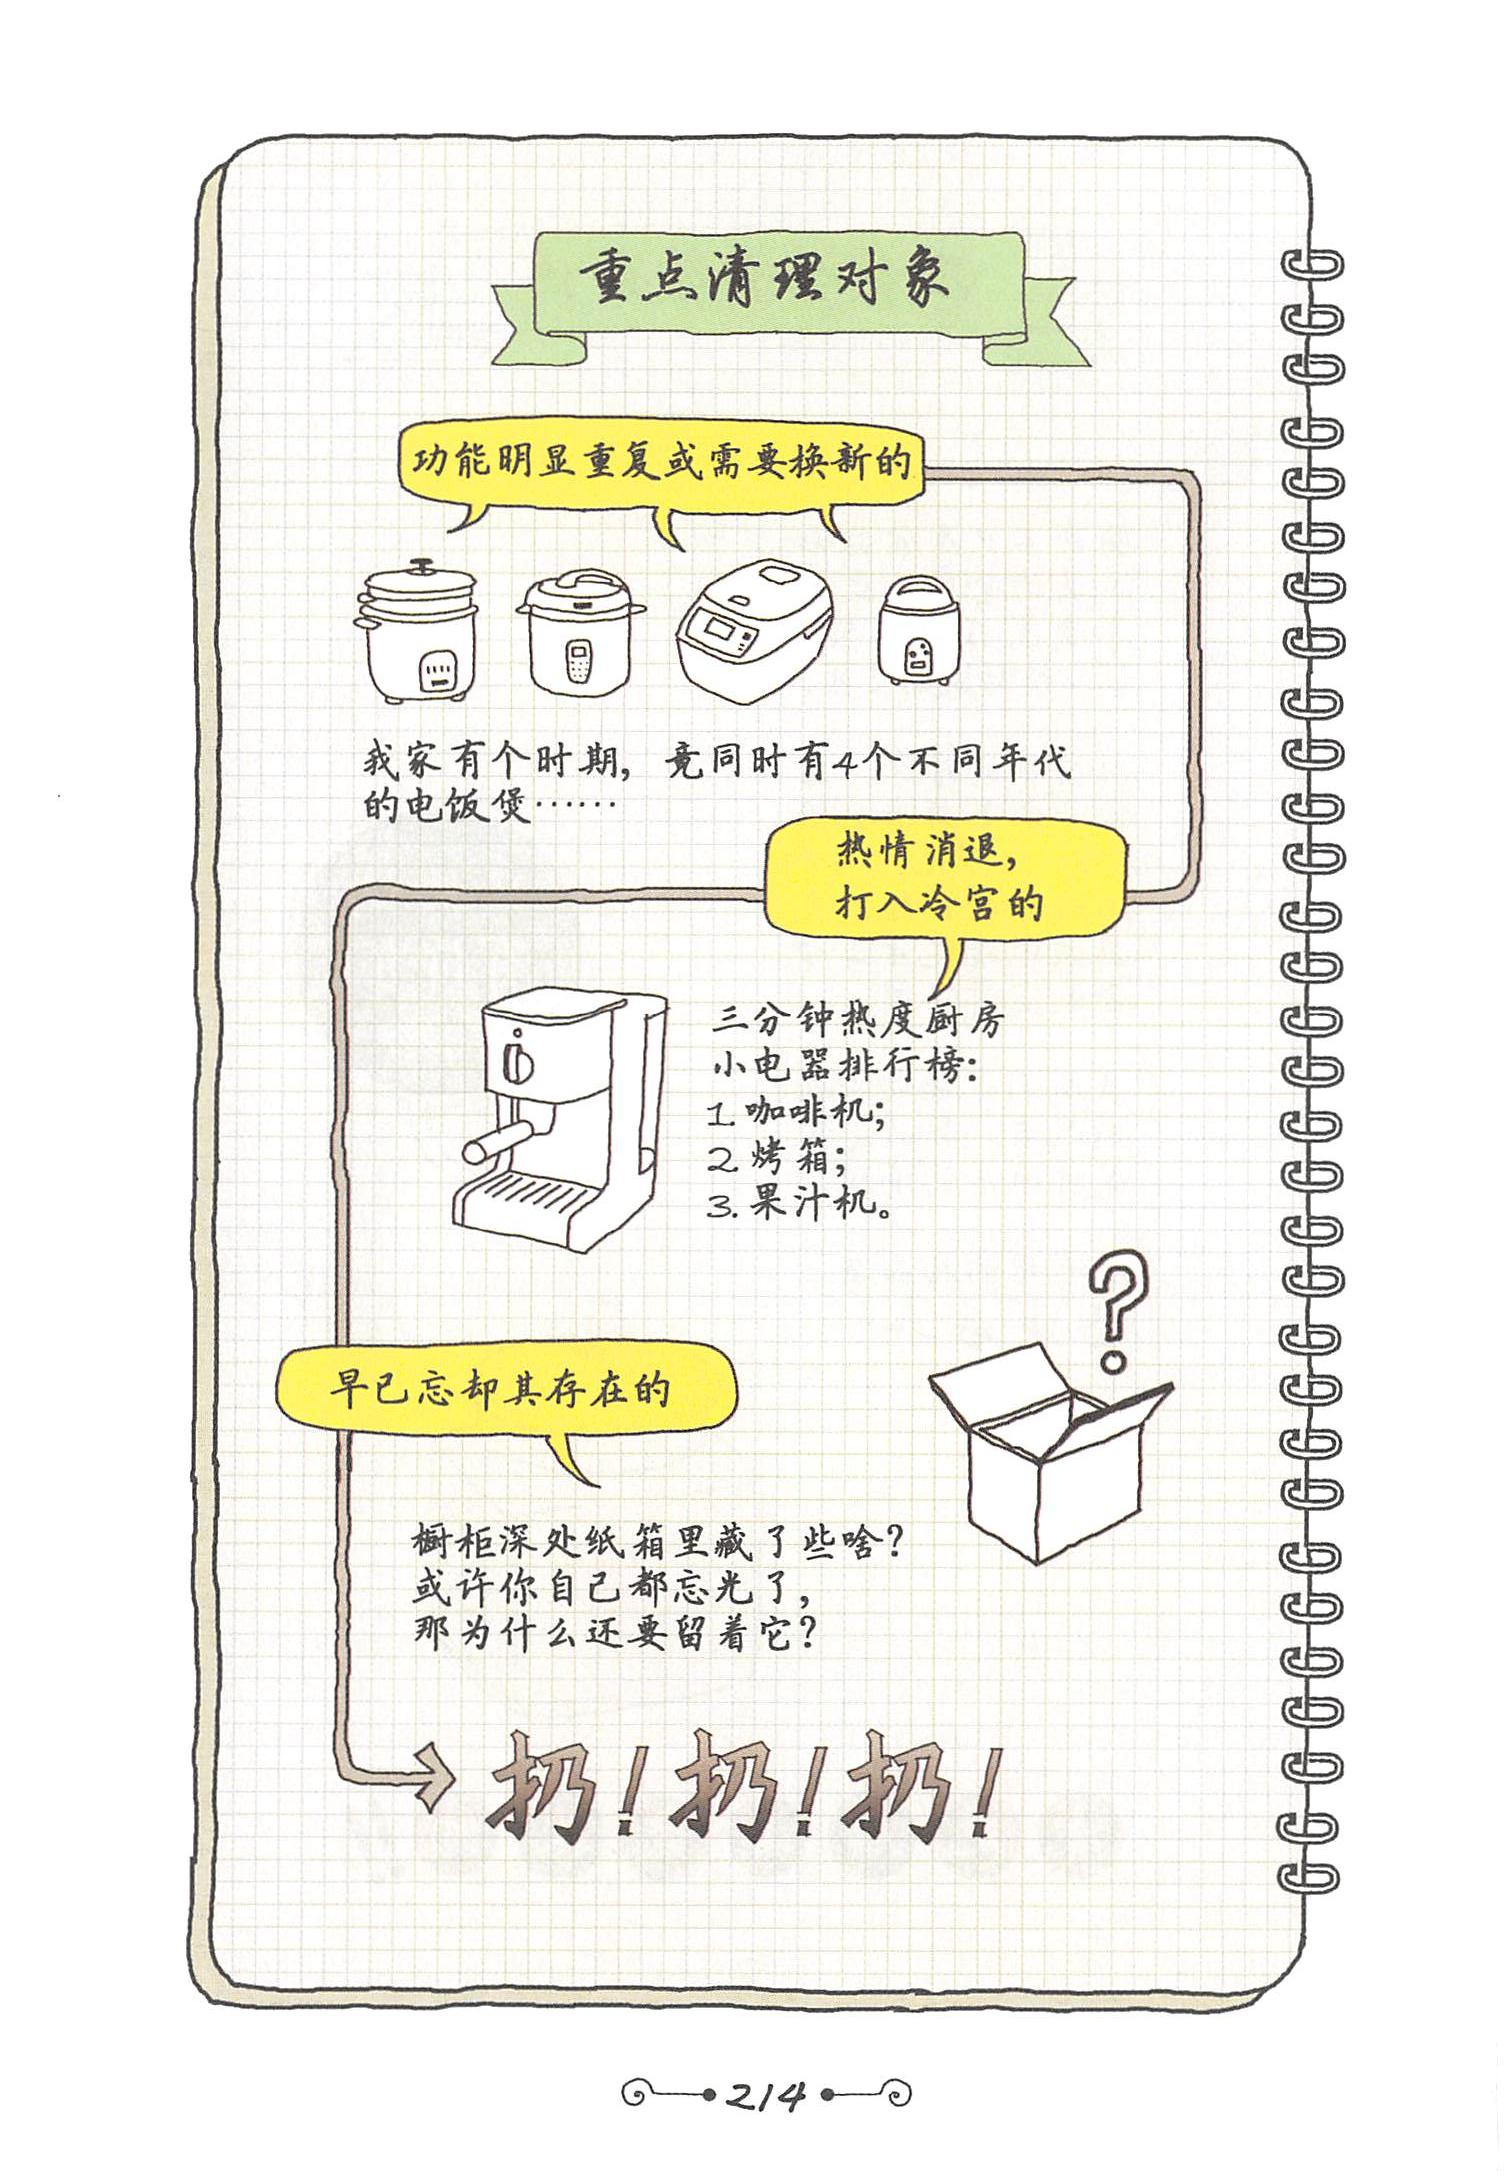 重点清理对象
功能明显重复或需要换新的
我家有个时期，竟同时有4个不同年代
的电饭煲……
热情消退，
打入冷宫的
三分钟热度厨房
小电器排行榜：
1.咖啡机；
2.烤箱；
3.果汁机。
?
早已忘却其存在的
橱柜深处纸箱里藏了些啥？
或许你自己都忘光了，
那为什么还要留着它？
扔！扔！扔！
214